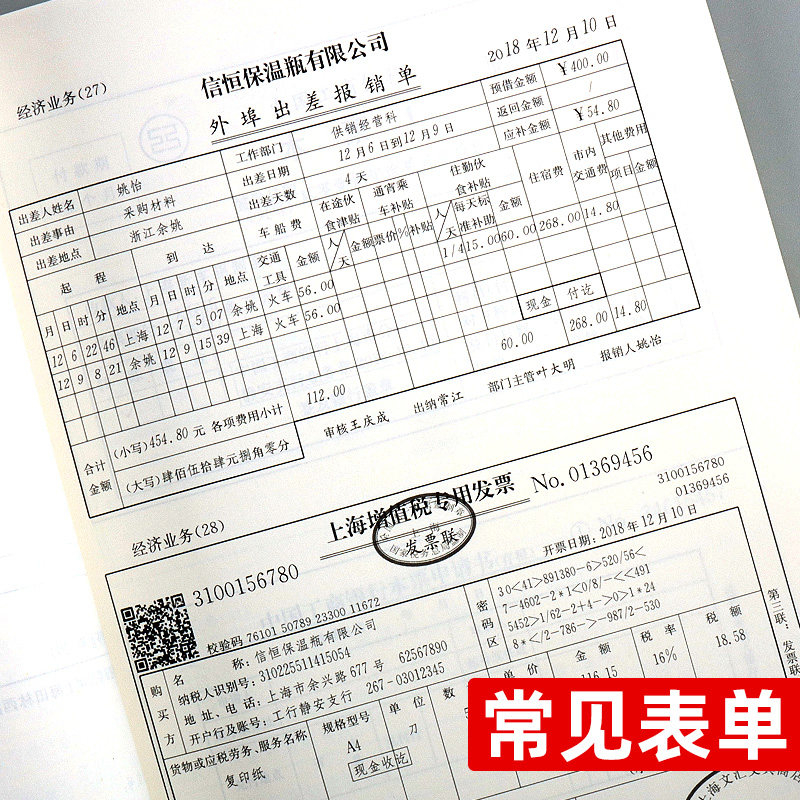 经济业务(27)
信恒保温瓶有限公司
外埠出差报销单
2018 年 12 月 10 日
出差人姓名 姚怡 工作部门 供销经营科 预借金额 ￥400.00
出差事由 采购材料 出差日期 12月6日到12月9日 返回金额 /
出差地点 浙江余姚 出差天数 4天 应补金额 ￥54.80
起程 到达 车船费 在途伙食津贴 通宵乘车补贴 住勤伙食补贴 住宿费 市内交通费 其他费用
月 日 时 分 地点 月 日 时 分 地点 交通工具 金额 人/天 金额 票价 % 补贴 人/天 每天标准补助 金额 项目 金额
12 6 22 46 上海 12 7 5 07 余姚 火车 56.00 1/4 15.00 60.00 268.00 14.80
12 9 8 21 余姚 12 9 15 39 上海 火车 56.00
现金 付讫
112.00 60.00 268.00 14.80
合计金额 (小写)454.80 元 各项费用小计
(大写)肆佰伍拾肆元捌角零分
审核王庆成 出纳常江 部门主管叶大明 报销人姚怡
经济业务(28)
上海增值税专用发票
No.01369456
3100156780
01369456
发票联
3100156780
开票日期: 2018年12月10日
校验码 76101 50789 23300 11672
购买方
名 称: 信恒保温瓶有限公司
纳税人识别号: 310225511415054
地 址、电 话: 上海市余兴路 677 号 62567890
开户行及账号: 工行静安支行 267-03012345
密码区
30<41>891380-6>520/56<
7-4602-2*1<0/8/-<<<491
5452>1/62-2+4->0>1*24
8*</2-786->--987/2-530
第三联: 发票联
货物或应税劳务、服务名称 规格型号 单位 数 单价 金额 税率 税额
复印纸 A4 刀 116.15 16% 18.58
现金收讫
常见表单